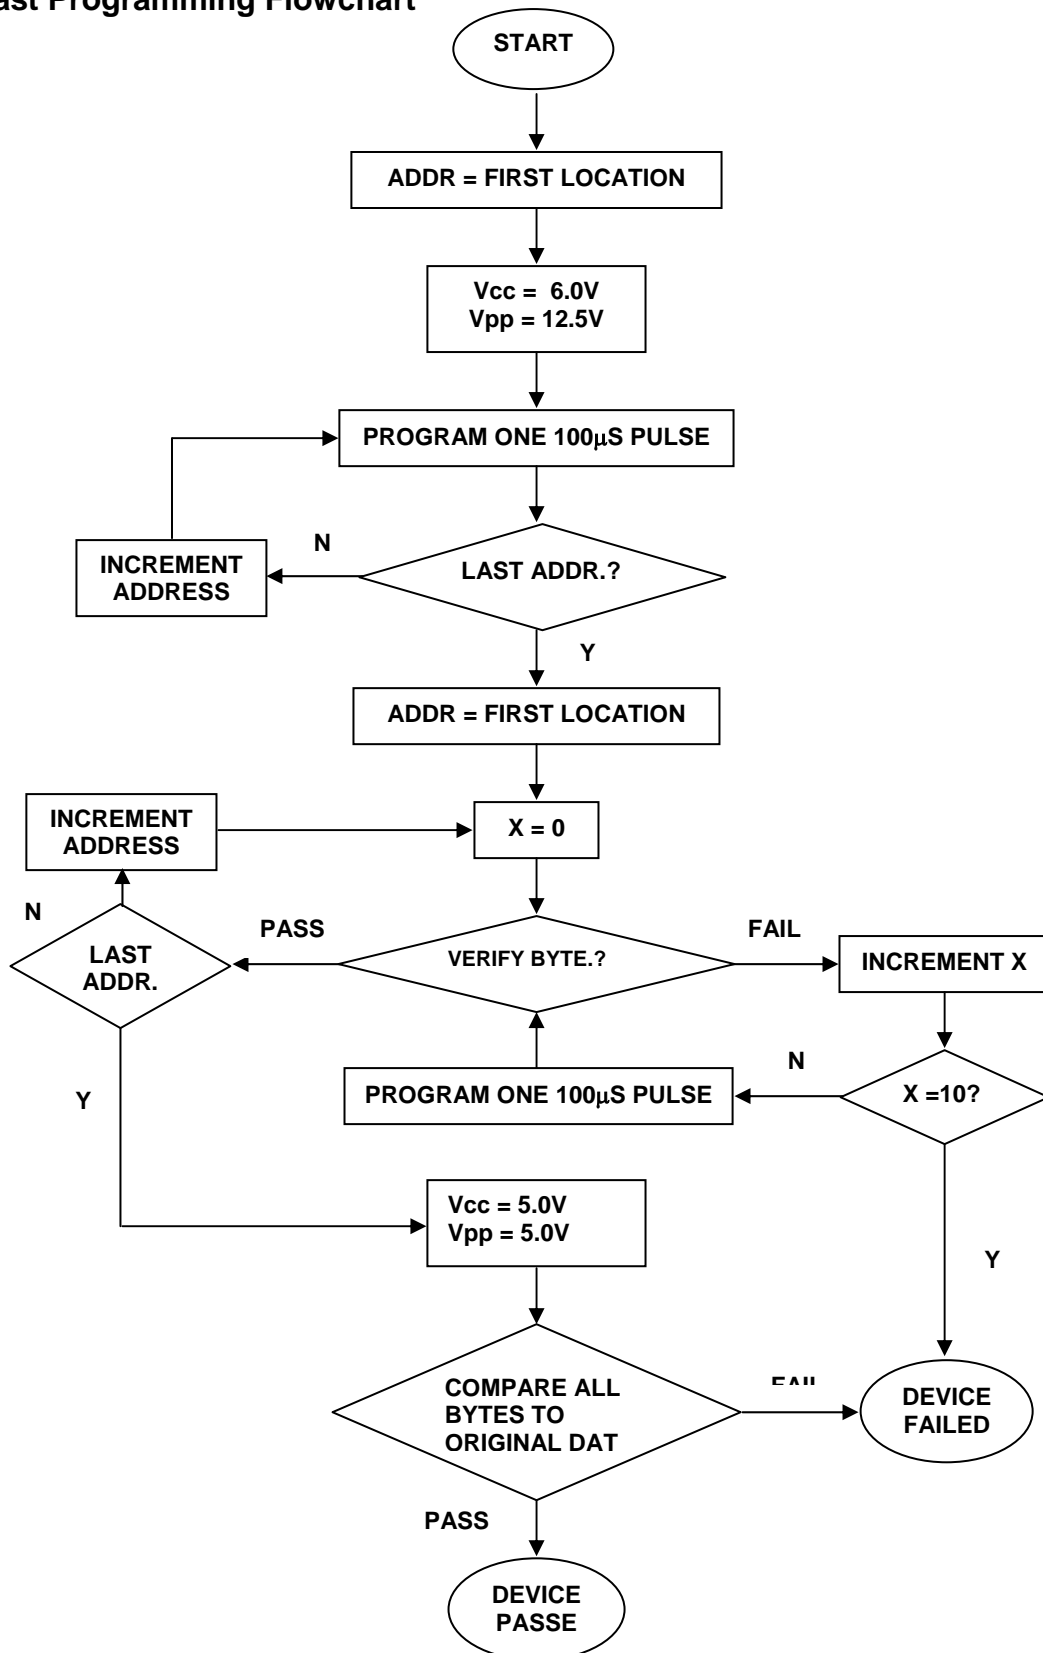 ast Programming Flowchart
START
ADDR = FIRST LOCATION
Vcc = 6.0V
Vpp = 12.5V
PROGRAM ONE 100μS PULSE
N
INCREMENT
ADDRESS
LAST ADDR.?
Y
ADDR = FIRST LOCATION
INCREMENT
ADDRESS
X = 0
N
PASS
FAIL
LAST
ADDR.
VERIFY BYTE.?
INCREMENT X
N
PROGRAM ONE 100μS PULSE
X =10?
Y
Vcc = 5.0V
Vpp = 5.0V
Y
COMPARE ALL
BYTES TO
ORIGINAL DAT
FAIL
DEVICE
FAILED
PASS
DEVICE
PASSE